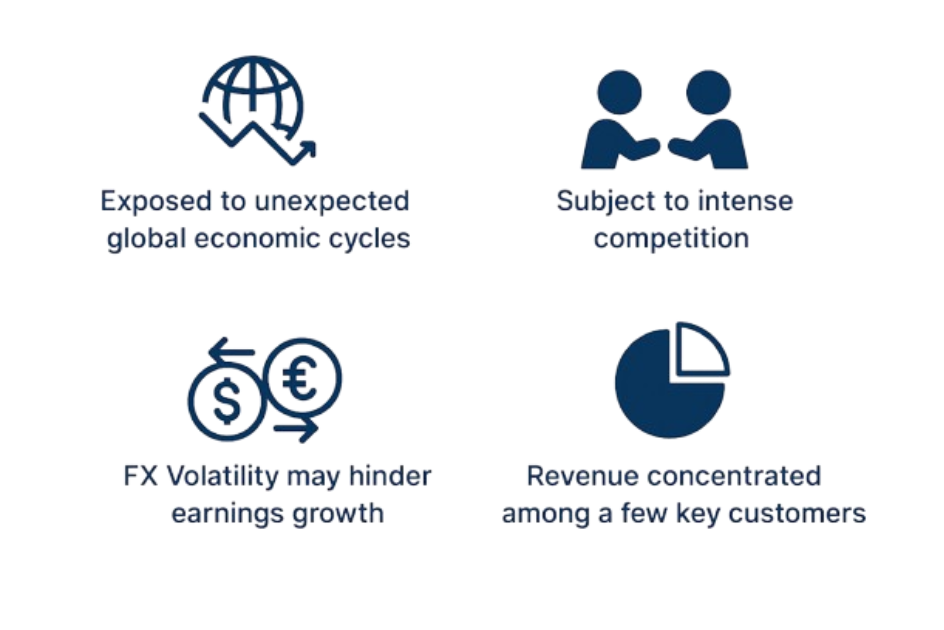 Exposed to unexpected
global economic cycles
Subject to intense
competition
$ €
FX Volatility may hinder
earnings growth
Revenue concentrated
among a few key customers